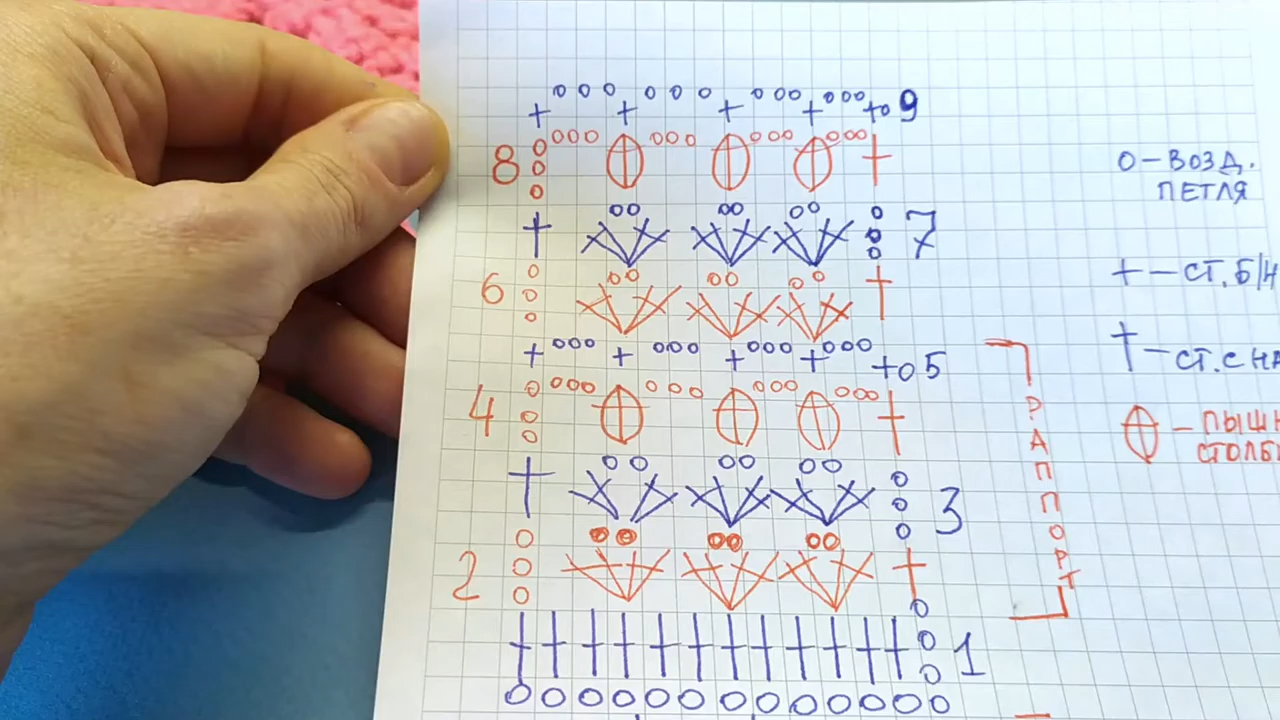 9
8
О – ВОЗД.
ПЕТЛЯ
7
+ – СТ. Б/Н
6
5
† – СТ. С НА
4
РАППОРТ
– ПЫШН
СТОЛБ
3
2
1